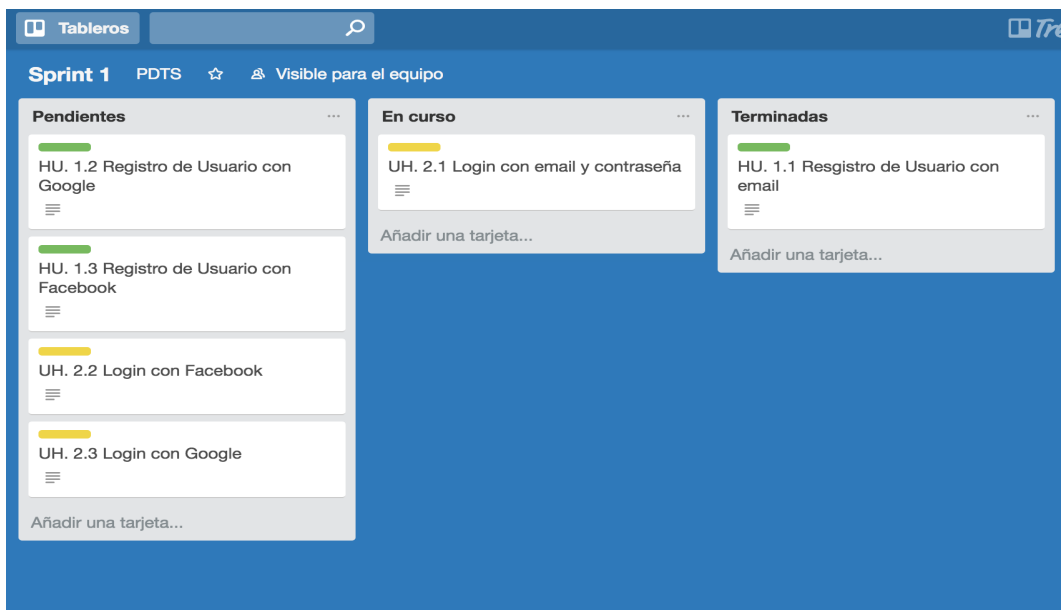 Tableros
Tre
Sprint 1 PDTS Visible para el equipo
Pendientes
HU. 1.2 Registro de Usuario con
Google
HU. 1.3 Registro de Usuario con
Facebook
UH. 2.2 Login con Facebook
UH. 2.3 Login con Google
Añadir una tarjeta...
En curso
UH. 2.1 Login con email y contraseña
Añadir una tarjeta...
Terminadas
HU. 1.1 Resgistro de Usuario con
email
Añadir una tarjeta...